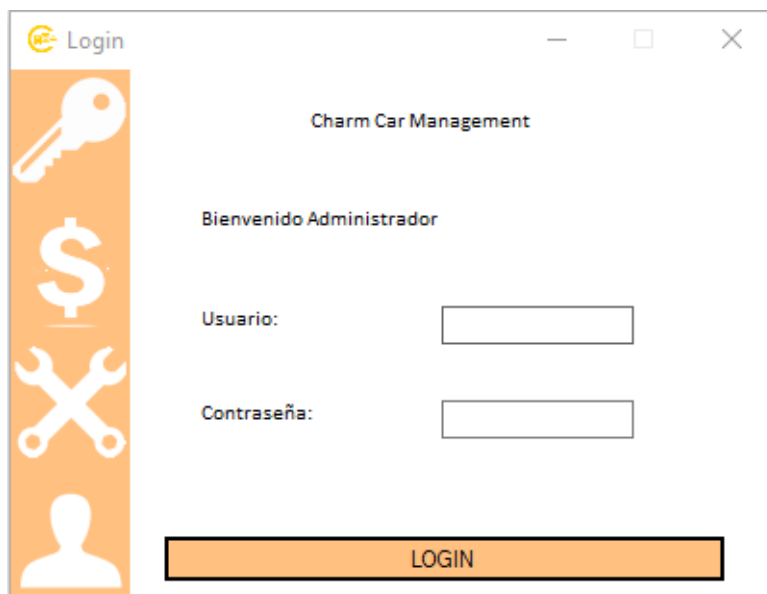 Login
Charm Car Management
Bienvenido Administrador
Usuario:
Contraseña:
LOGIN